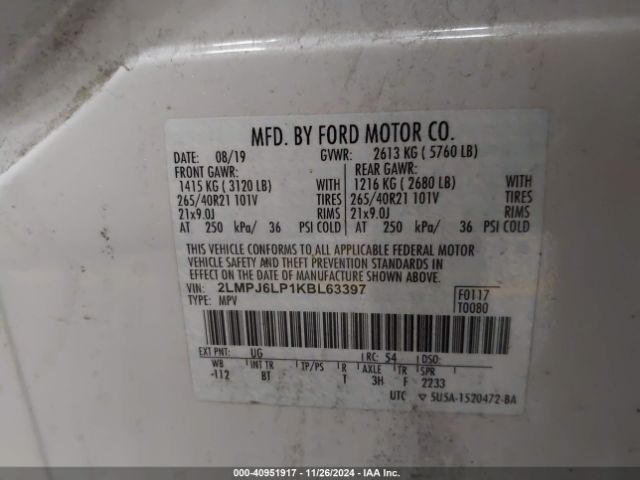 MFD. BY FORD MOTOR CO.
DATE: 08/19 GVWR: 2613 KG ( 5760 LB)
FRONT GAWR: REAR GAWR:
1415 KG ( 3120 LB) WITH 1216 KG ( 2680 LB) WITH
265/40R21 101V TIRES 265/40R21 101V TIRES
21x9.0J RIMS 21x9.0J RIMS
AT 250 kPa/ 36 PSI COLD AT 250 kPa/ 36 PSI COLD
THIS VEHICLE CONFORMS TO ALL APPLICABLE FEDERAL MOTOR
VEHICLE SAFETY AND THEFT PREVENTION STANDARDS IN
EFFECT ON THE DATE OF MANUFACTURE SHOWN ABOVE.
VIN: 2LMPJ6LP1KBL63397 F0117
TYPE: MPV T0080
EXT PNT: UG RC: 54 DSO:
WB INT TR TP/PS R AXLE TR SPR
-112 BT T 3H F 2233
UTC ▽ 5U5A-1520472-BA
000-40951917 - 11/26/2024 - IAAI.com